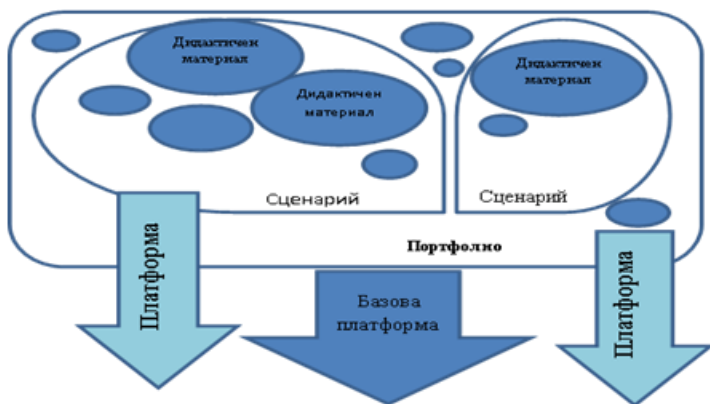 Дидактичен
материал
Дидактичен
материал
Дидактичен
материал
Сценарий
Сценарий
Портфолио
Платформа
Базова
платформа
Платформа